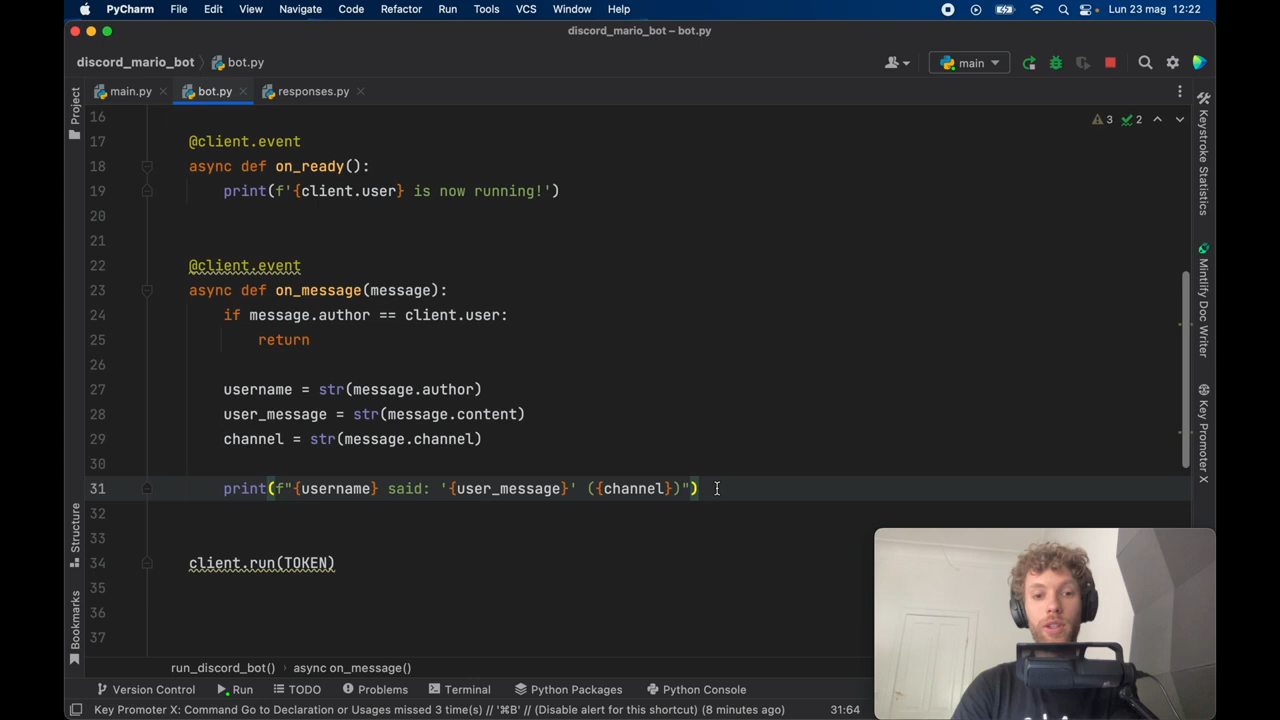 PyCharm File Edit View Navigate Code Refactor Run Tools VCS Window Help Lun 23 mag 12:22
discord_mario_bot – bot.py
discord_mario_bot bot.py main
main.py bot.py responses.py
Project
Structure
Bookmarks
16
17 @client.event
18 async def on_ready():
19 print(f'{client.user} is now running!')
20
21
22 @client.event
23 async def on_message(message):
24 if message.author == client.user:
25 return
26
27 username = str(message.author)
28 user_message = str(message.content)
29 channel = str(message.channel)
30
31 print(f"{username} said: '{user_message}' ({channel})")
32
33
34 client.run(TOKEN)
35
36
37
3 2
Keystroke Statistics
Mintlify Doc Writer
Key Promoter X
run_discord_bot() async on_message()
Version Control Run TODO Problems Terminal Python Packages Python Console
Key Promoter X: Command Go to Declaration or Usages missed 3 time(s) // '⌘B' // (Disable alert for this shortcut) (8 minutes ago) 31:64